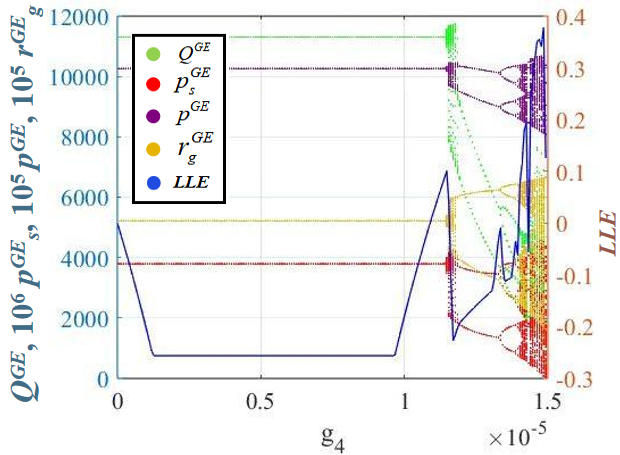 Q^GE, 10^6 p^GE_s, 10^5 p^GE, 10^5 r^GE_g
12000
10000
8000
6000
4000
2000
0
Q^GE
p_s^GE
p^GE
r_g^GE
LLE
0.4
0.3
0.2
0.1
0
-0.1
-0.2
-0.3
LLE
0 0.5 1 1.5
g_4
×10^-5